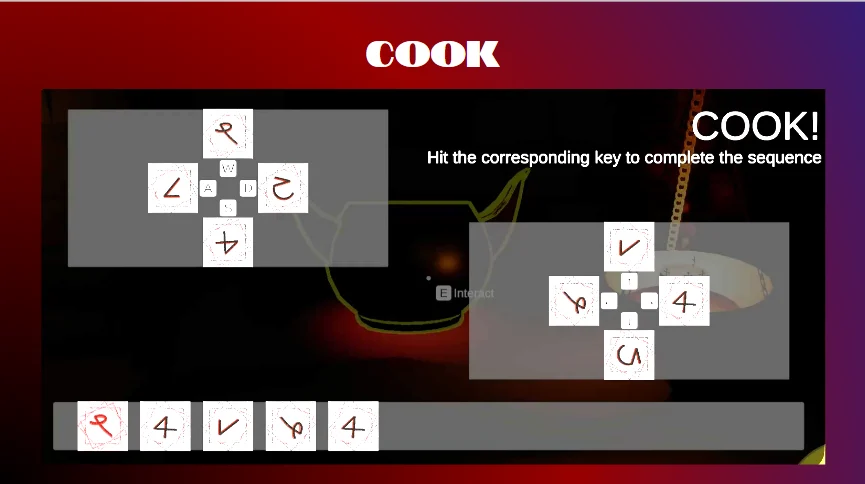 COOK
COOK!
Hit the corresponding key to complete the sequence
W
A D
S
E Interact